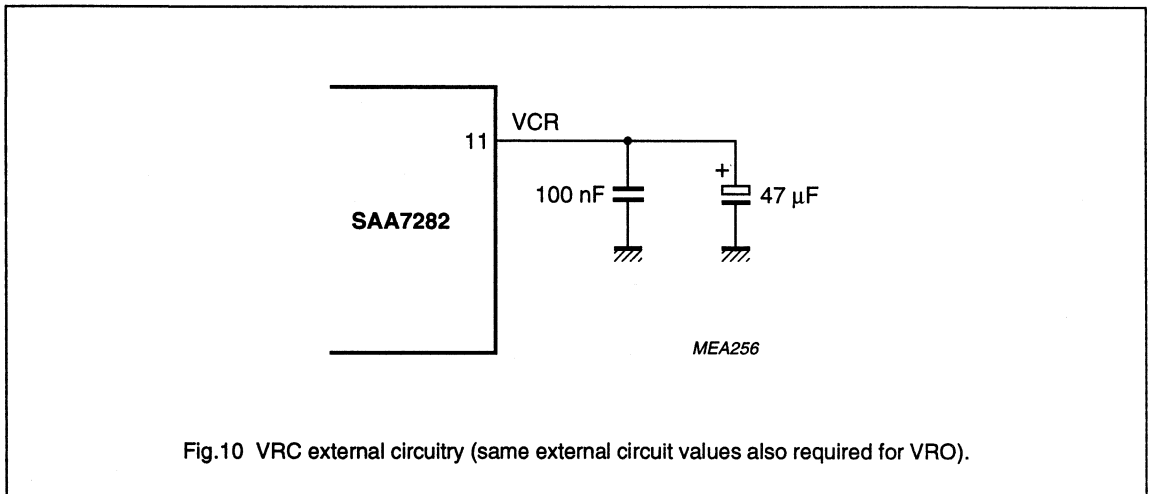 VCR
11
+
100 nF
47 μF
SAA7282
MEA256
Fig.10 VRC external circuitry (same external circuit values also required for VRO).